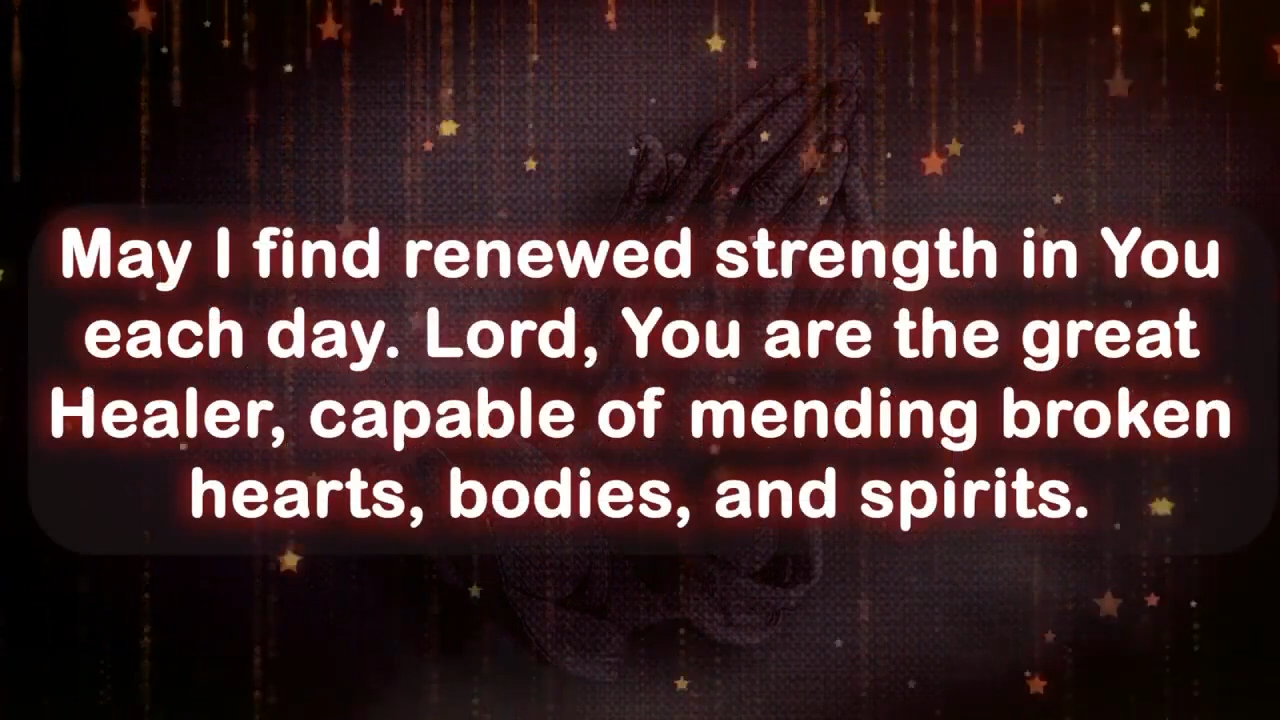 May I find renewed strength in You
each day. Lord, You are the great
Healer, capable of mending broken
hearts, bodies, and spirits.